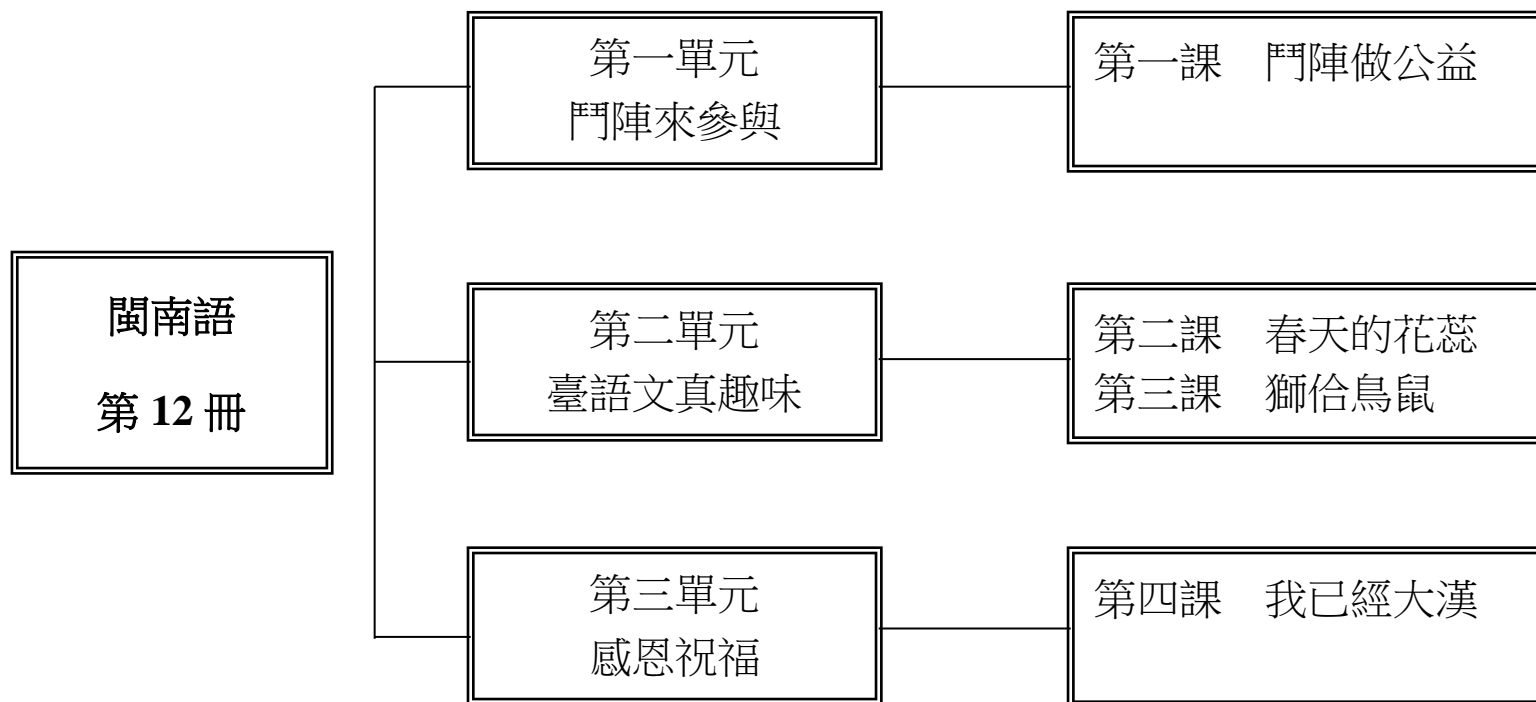 閩南語
第 12 冊
第一單元
鬥陣來參與
第一課　鬥陣做公益
第二單元
臺語文真趣味
第二課　春天的花蕊
第三課　獅佮鳥鼠
第三單元
感恩祝福
第四課　我已經大漢